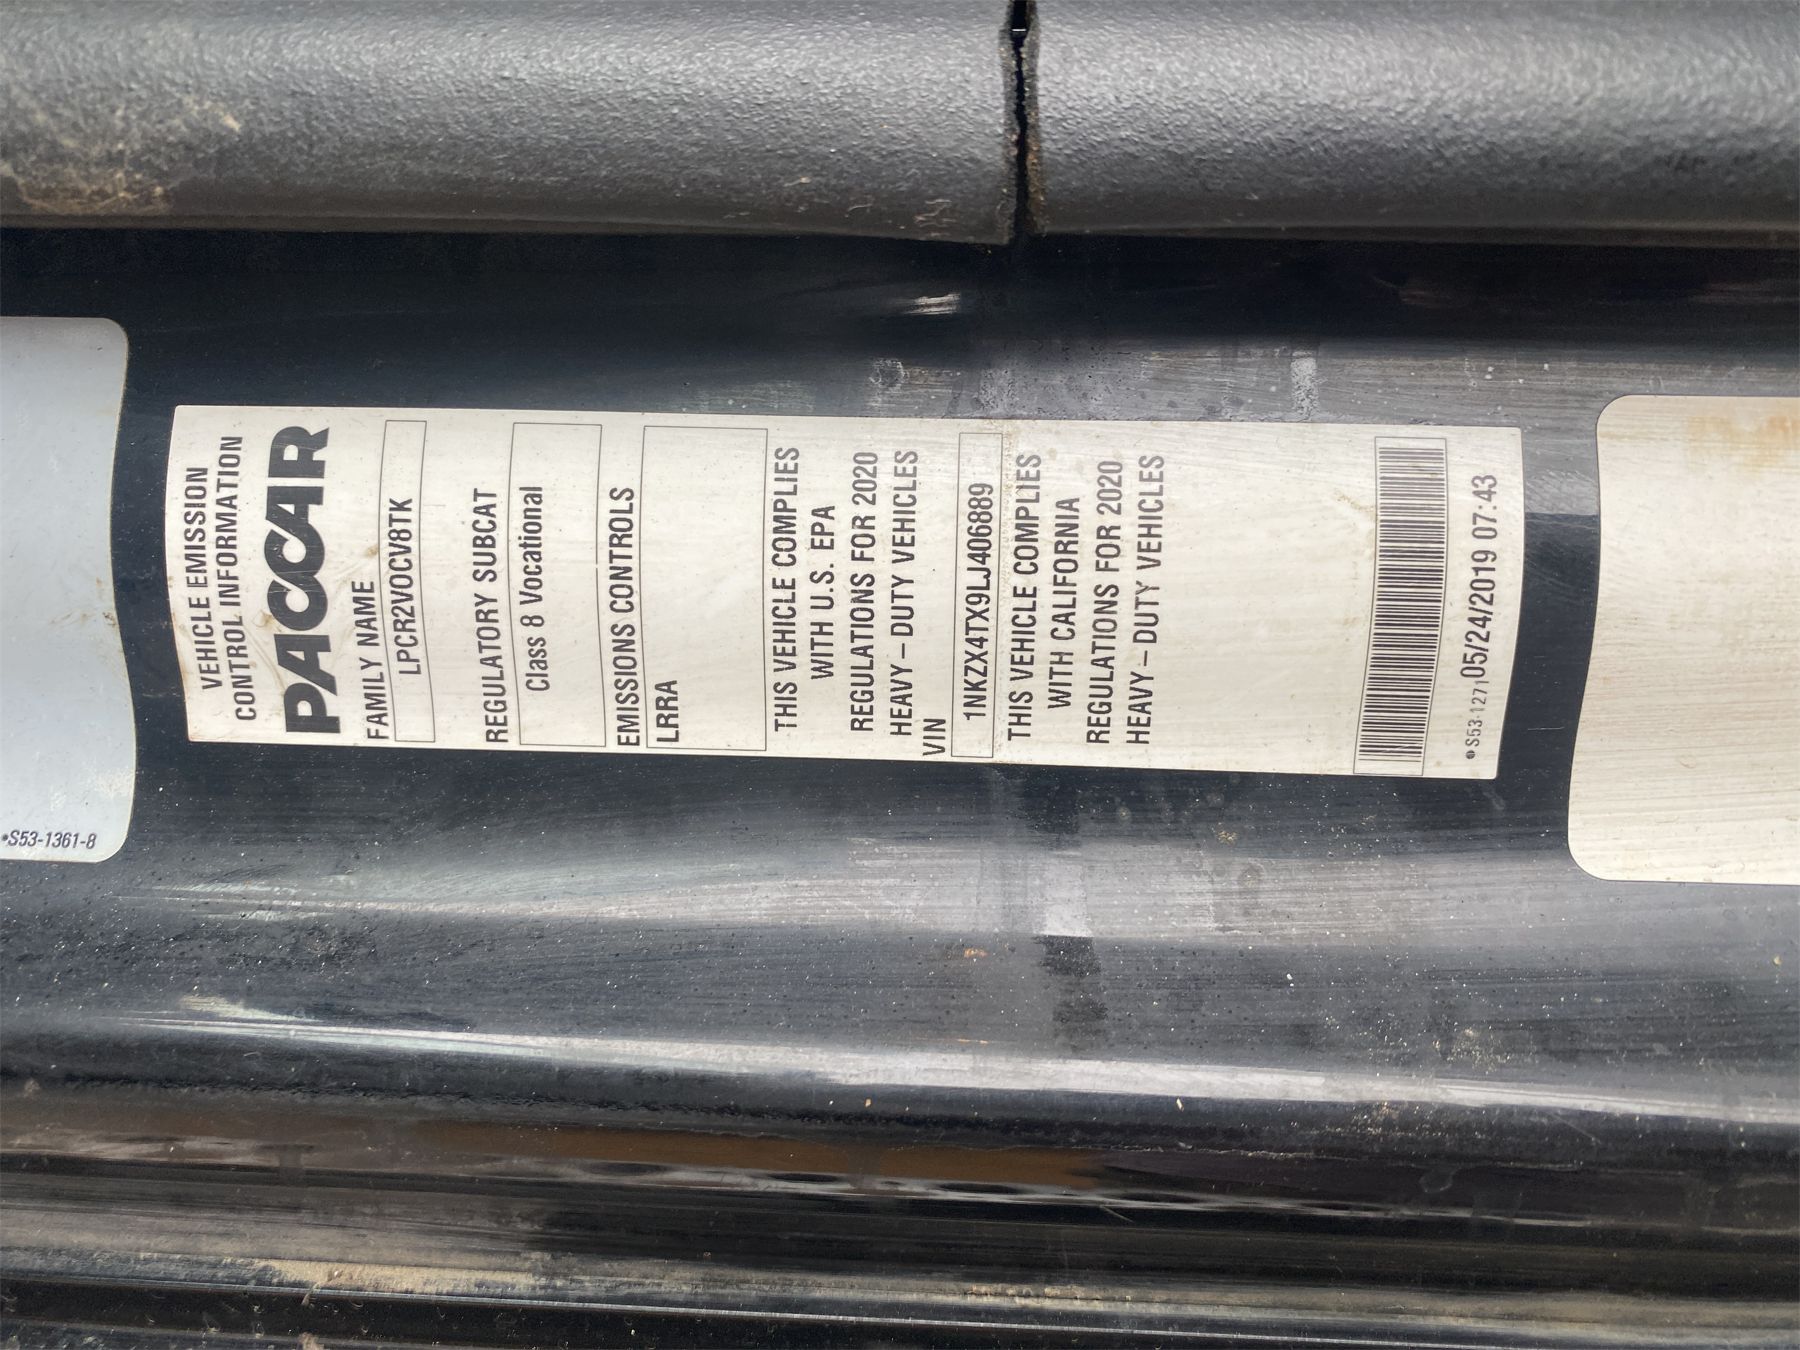 VEHICLE EMISSION
CONTROL INFORMATION
PACCAR
FAMILY NAME
LPCR2VOCV8TK
REGULATORY SUBCAT
Class 8 Vocational
EMISSIONS CONTROLS
LRRA
THIS VEHICLE COMPLIES
WITH U.S. EPA
REGULATIONS FOR 2020
HEAVY – DUTY VEHICLES
VIN
1NKZX4TX9LJ406889
THIS VEHICLE COMPLIES
WITH CALIFORNIA
REGULATIONS FOR 2020
HEAVY – DUTY VEHICLES
•S53-1271 05/24/2019 07:43
•S53-1361-8